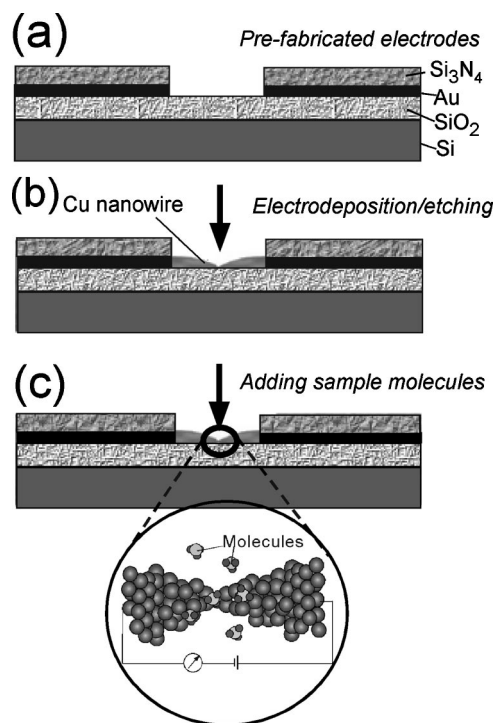 (a)
Pre-fabricated electrodes
Si₃N₄
Au
SiO₂
Si
(b)
Cu nanowire
Electrodeposition/etching
(c)
Adding sample molecules
Molecules